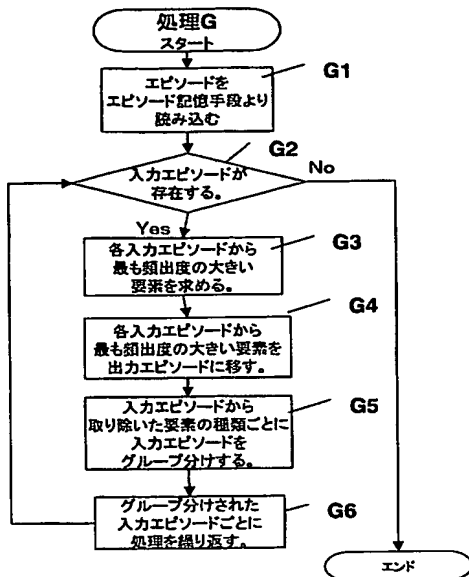 処理G
スタート
G1
エピソードを
エピソード記憶手段より
読み込む
G2
入力エピソードが
存在する。
No
Yes
G3
各入力エピソードから
最も頻出度の大きい
要素を求める。
G4
各入力エピソードから
最も頻出度の大きい要素を
出力エピソードに移す。
G5
入力エピソードから
取り除いた要素の種類ごとに
入力エピソードを
グループ分けする。
G6
グループ分けされた
入力エピソードごとに
処理を繰り返す。
エンド